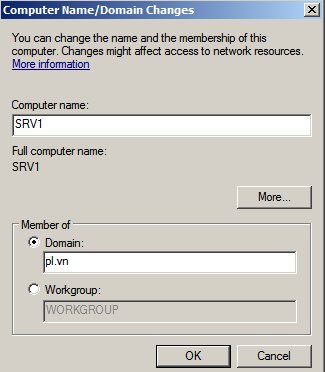 Computer Name/Domain Changes
You can change the name and the membership of this
computer. Changes might affect access to network resources.
More information
Computer name:
SRV1
Full computer name:
SRV1
More...
Member of
Domain:
pl.vn
Workgroup:
WORKGROUP
OK
Cancel